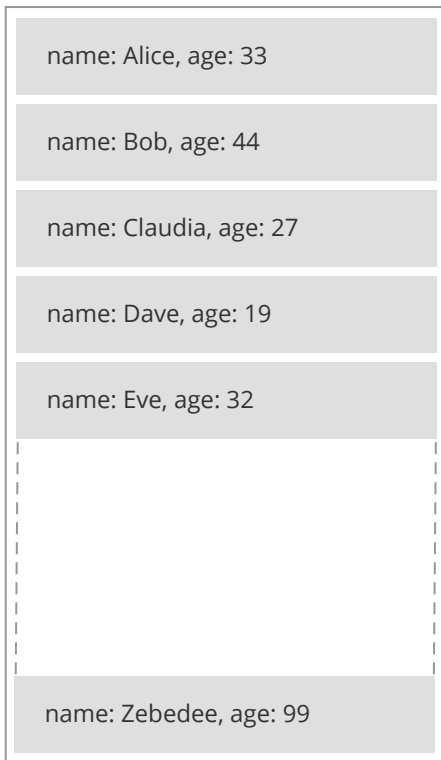 name: Alice, age: 33
name: Bob, age: 44
name: Claudia, age: 27
name: Dave, age: 19
name: Eve, age: 32
name: Zebedee, age: 99